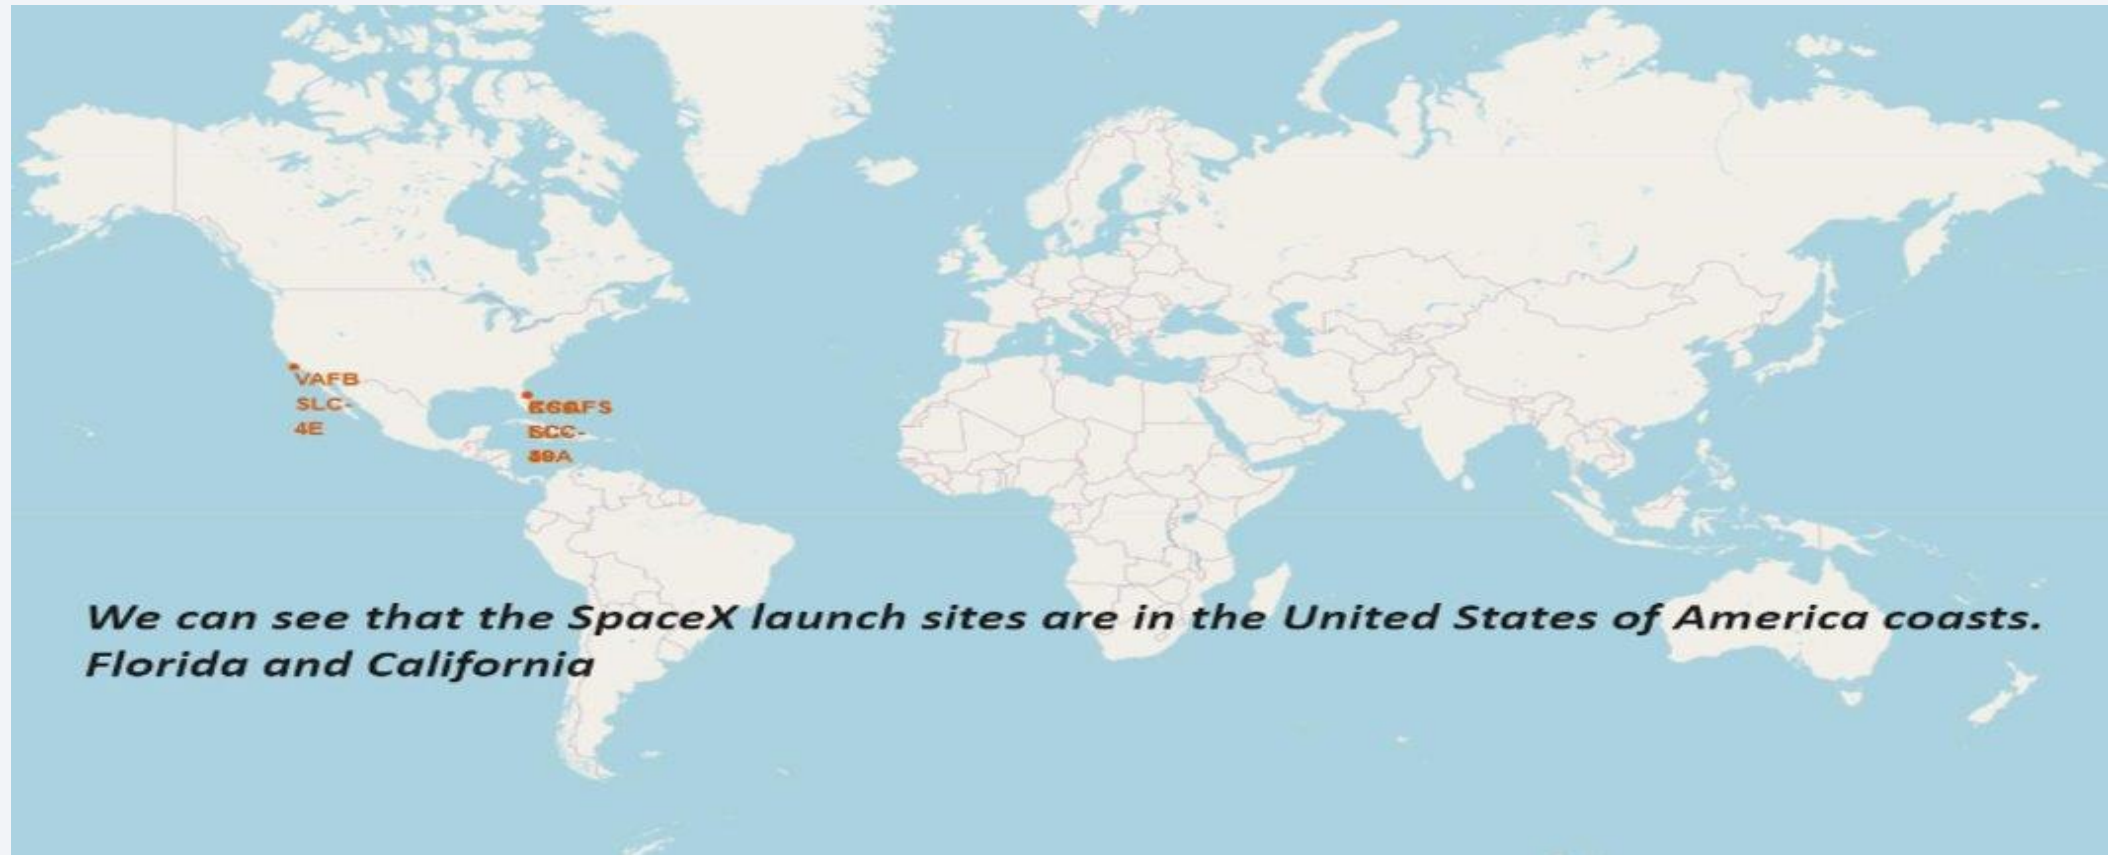 VAFB
SLC-
4E
We can see that the SpaceX launch sites are in the United States of America coasts.
Florida and California